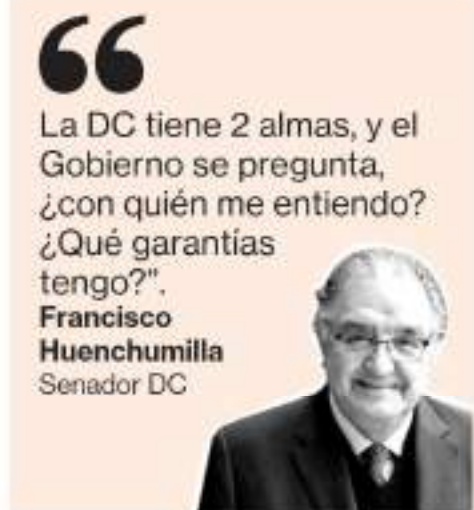 “
La DC tiene 2 almas, y el
Gobierno se pregunta,
¿con quién me entiendo?
¿Qué garantías
tengo?".
Francisco
Huenchumilla
Senador DC